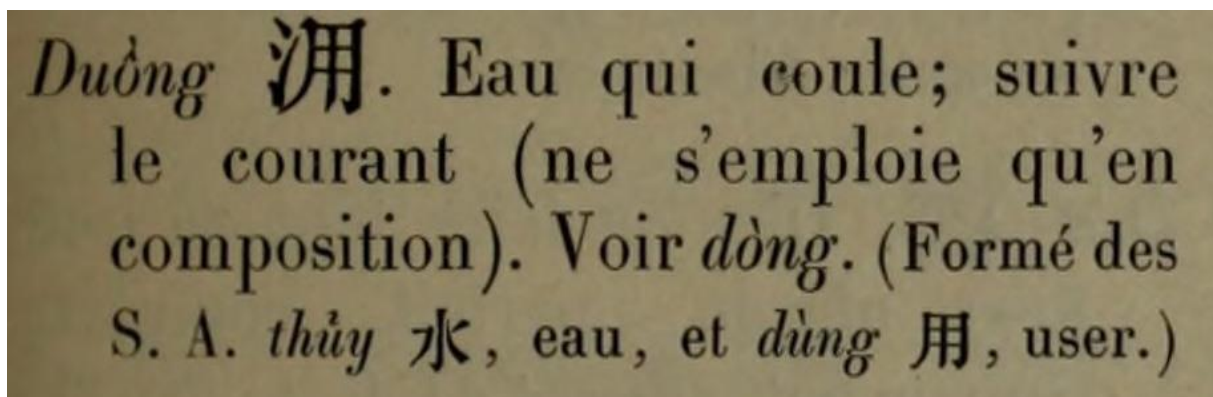 Duồng 𣳔. Eau qui coule; suivre
le courant (ne s'emploie qu'en
composition). Voir dòng. (Formé des
S. A. thủy 水, eau, et dùng 用, user.)